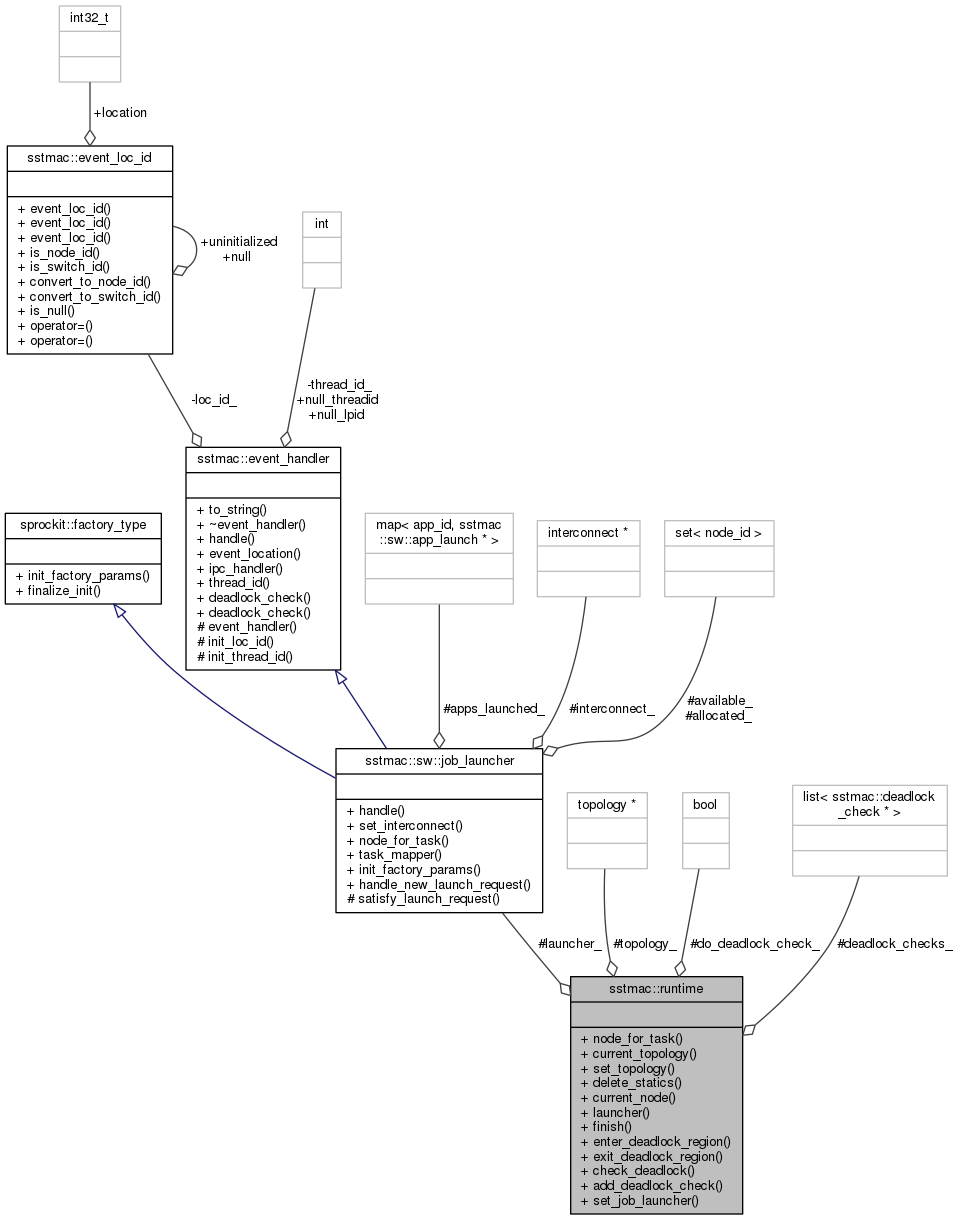 int32_t
+location
sstmac::event_loc_id
+ event_loc_id()
+ event_loc_id()
+ event_loc_id()
+ is_node_id()
+ is_switch_id()
+ convert_to_node_id()
+ convert_to_switch_id()
+ is_null()
+ operator=()
+ operator=()
+uninitialized
+null
int
-loc_id_
-thread_id_
+null_threadid
+null_lpid
sstmac::event_handler
+ to_string()
+ ~event_handler()
+ handle()
+ event_location()
+ ipc_handler()
+ thread_id()
+ deadlock_check()
+ deadlock_check()
# event_handler()
# init_loc_id()
# init_thread_id()
sprockit::factory_type
+ init_factory_params()
+ finalize_init()
map< app_id, sstmac
::sw::app_launch * >
interconnect *
set< node_id >
#apps_launched_
#interconnect_
#available_
#allocated_
sstmac::sw::job_launcher
+ handle()
+ set_interconnect()
+ node_for_task()
+ task_mapper()
+ init_factory_params()
+ handle_new_launch_request()
# satisfy_launch_request()
topology *
bool
list< sstmac::deadlock
_check * >
#launcher_
#topology_
#do_deadlock_check_
#deadlock_checks_
sstmac::runtime
+ node_for_task()
+ current_topology()
+ set_topology()
+ delete_statics()
+ current_node()
+ launcher()
+ finish()
+ enter_deadlock_region()
+ exit_deadlock_region()
+ check_deadlock()
+ add_deadlock_check()
+ set_job_launcher()